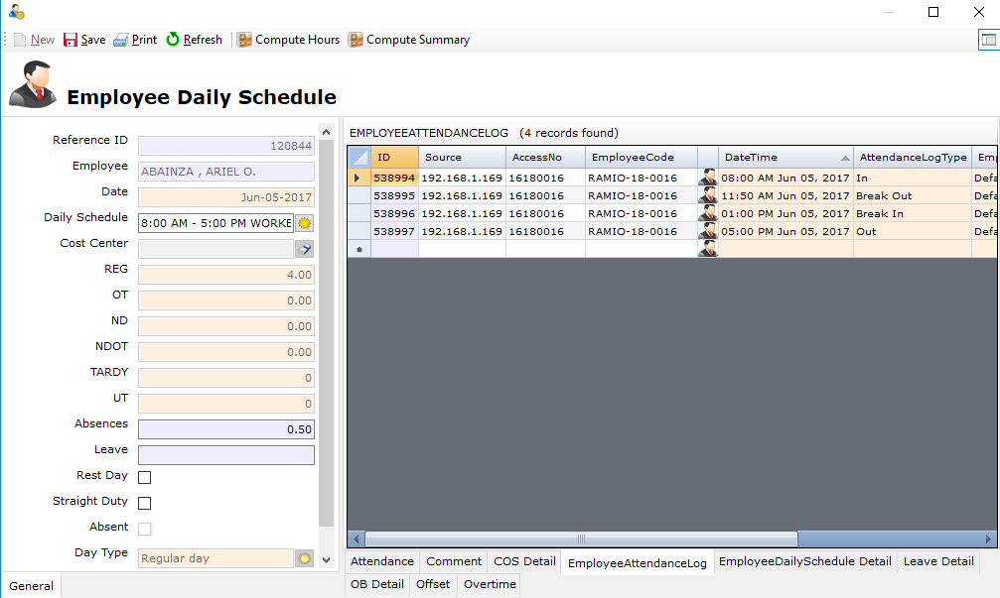 New Save Print Refresh Compute Hours Compute Summary
Employee Daily Schedule
Reference ID 120844
Employee ABAINZA , ARIEL O.
Date Jun-05-2017
Daily Schedule 8:00 AM - 5:00 PM WORKE
Cost Center
REG 4.00
OT 0.00
ND 0.00
NDOT 0.00
TARDY 0
UT 0
Absences 0.50
Leave
Rest Day
Straight Duty
Absent
Day Type Regular day
General
EMPLOYEEATTENDANCELOG (4 records found)
ID Source AccessNo EmployeeCode DateTime AttendanceLogType Emp
538994 192.168.1.169 16180016 RAMIO-18-0016 08:00 AM Jun 05, 2017 In Defa
538995 192.168.1.169 16180016 RAMIO-18-0016 11:50 AM Jun 05, 2017 Break Out Defa
538996 192.168.1.169 16180016 RAMIO-18-0016 01:00 PM Jun 05, 2017 Break In Defa
538997 192.168.1.169 16180016 RAMIO-18-0016 05:00 PM Jun 05, 2017 Out Defa
Attendance Comment COS Detail EmployeeAttendanceLog EmployeeDailySchedule Detail Leave Detail
OB Detail Offset Overtime